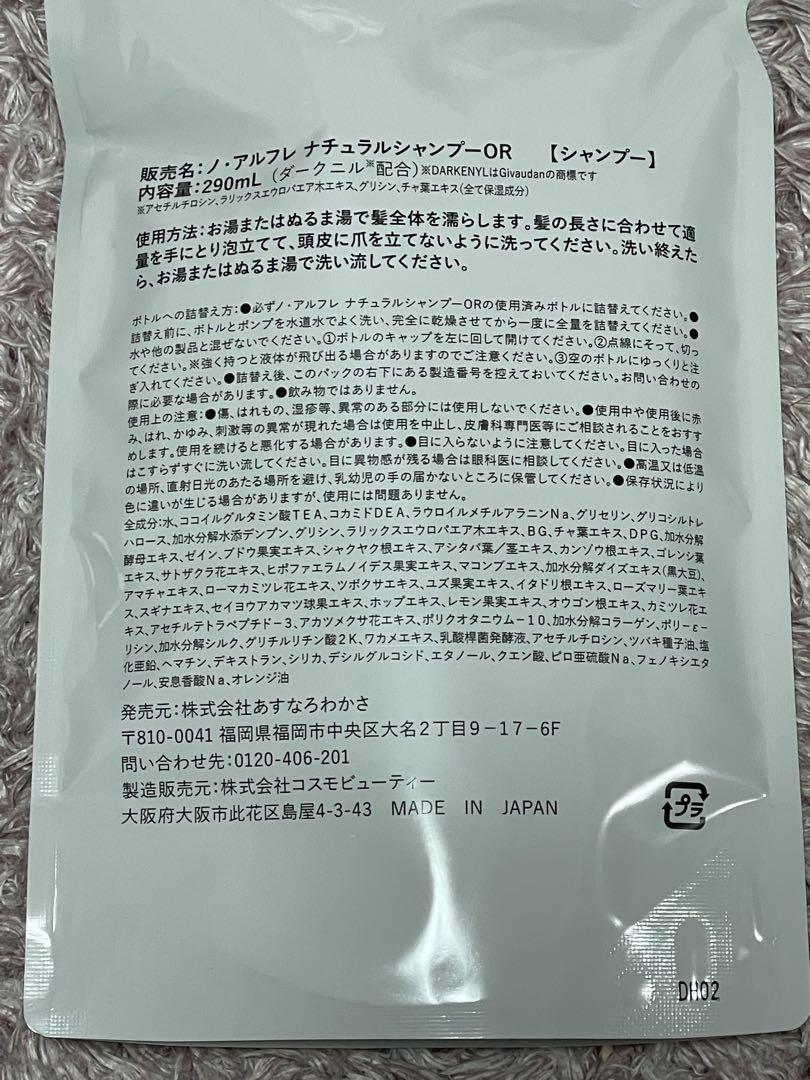 販売名:ノ・アルフレ ナチュラルシャンプーOR 【シャンプー】
内容量:290mL (ダークニル※配合) ※DARKENYLはGivaudanの商標です
※アセチルチロシン、ラリックスエウロパエア木エキス、グリシン、チャ葉エキス(全て保湿成分)
使用方法:お湯またはぬるま湯で髪全体を濡らします。髪の長さに合わせて適
量を手にとり泡立てて、頭皮に爪を立てないように洗ってください。洗い終えた
ら、お湯またはぬるま湯で洗い流してください。
ボトルへの詰替え方:●必ずノ・アルフレ ナチュラルシャンプーORの使用済みボトルに詰替えてください。●
詰替え前に、ボトルとポンプを水道水でよく洗い、完全に乾燥させてから一度に全量を詰替えてください。●
水や他の製品と混ぜないでください。①ボトルのキャップを左に回して開けてください。②点線にそって、切っ
てください。※強く持つと液体が飛び出る場合がありますのでご注意ください。③空のボトルにゆっくりと注
ぎ入れてください。●詰替え後、このパックの右下にある製造番号を控えておいてください。お問い合わせの
際に必要な場合があります。●飲み物ではありません。
使用上の注意:●傷、はれもの、湿疹等、異常のある部分には使用しないでください。●使用中や使用後に赤
み、はれ、かゆみ、刺激等の異常が現れた場合は使用を中止し、皮膚科専門医等にご相談されることをおすす
めします。使用を続けると悪化する場合があります。●目に入らないように注意してください。目に入った場合
はこすらずすぐに洗い流してください。目に異物感が残る場合は眼科医に相談してください。●高温又は低温
の場所、直射日光のあたる場所を避け、乳幼児の手の届かないところに保管してください。●保存状況により
色に違いが生じる場合がありますが、使用には問題ありません。
全成分:水、ココイルグルタミン酸TEA、コカミドDEA、ラウロイルメチルアラニンNa、グリセリン、グリコシルトレ
ハロース、加水分解水添デンプン、グリシン、ラリックスエウロパエア木エキス、BG、チャ葉エキス、DPG、加水分解
酵母エキス、ゼイン、ブドウ果実エキス、シャクヤク根エキス、アシタバ葉/茎エキス、カンゾウ根エキス、ゴレンシ葉
エキス、サトザクラ花エキス、ヒポファエラムノイデス果実エキス、マコンブエキス、加水分解ダイズエキス(黒大豆)、
アマチャエキス、ローマカミツレ花エキス、ツボクサエキス、ユズ果実エキス、イタドリ根エキス、ローズマリー葉エキ
ス、スギナエキス、セイヨウアカマツ球果エキス、ホップエキス、レモン果実エキス、オウゴン根エキス、カミツレ花エ
キス、アセチルテトラペプチド-3、アカツメクサ花エキス、ポリクオタニウム-10、加水分解コラーゲン、ポリ-ε-
リシン、加水分解シルク、グリチルリチン酸2K、ワカメエキス、乳酸桿菌発酵液、アセチルチロシン、ツバキ種子油、塩
化亜鉛、ヘマチン、デキストラン、シリカ、デシルグルコシド、エタノール、クエン酸、ピロ亜硫酸Na、フェノキシエタ
ノール、安息香酸Na、オレンジ油
発売元:株式会社あすなろわかさ
〒810-0041 福岡県福岡市中央区大名2丁目9-17-6F
問い合わせ先:0120-406-201
製造販売元:株式会社コスモビューティー
大阪府大阪市此花区島屋4-3-43 MADE IN JAPAN
プラ
DH02